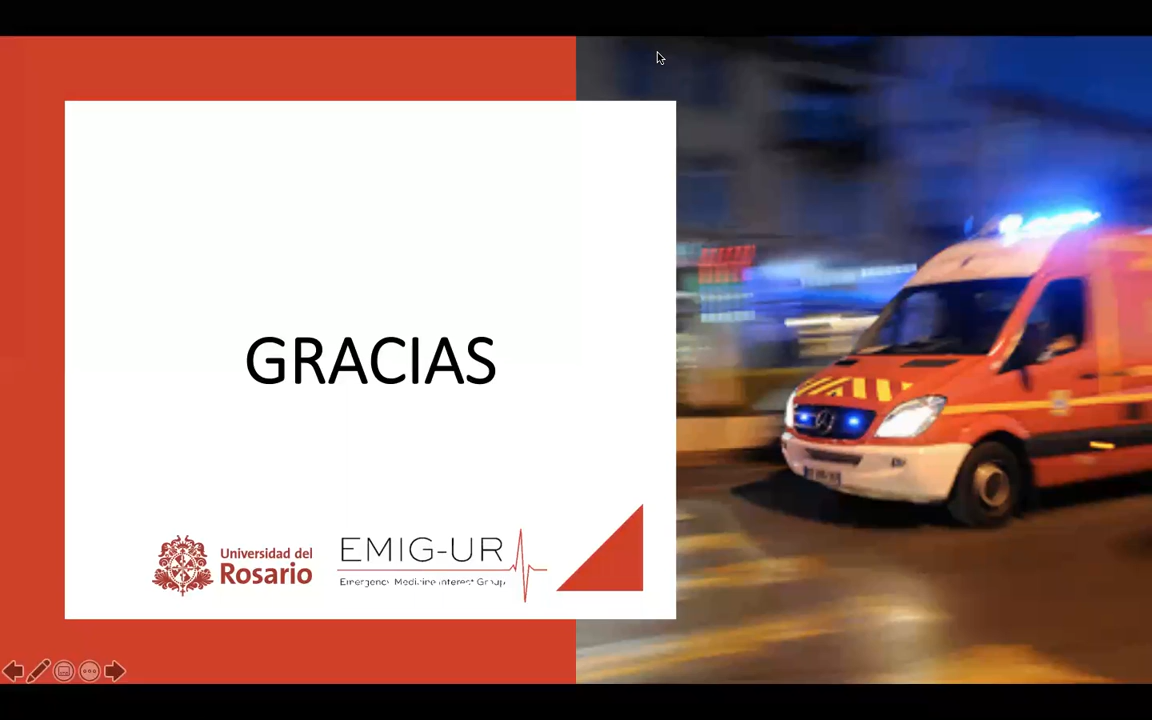 GRACIAS
Universidad del
Rosario
EMIG-UR
Emergency Medicine Interest Group